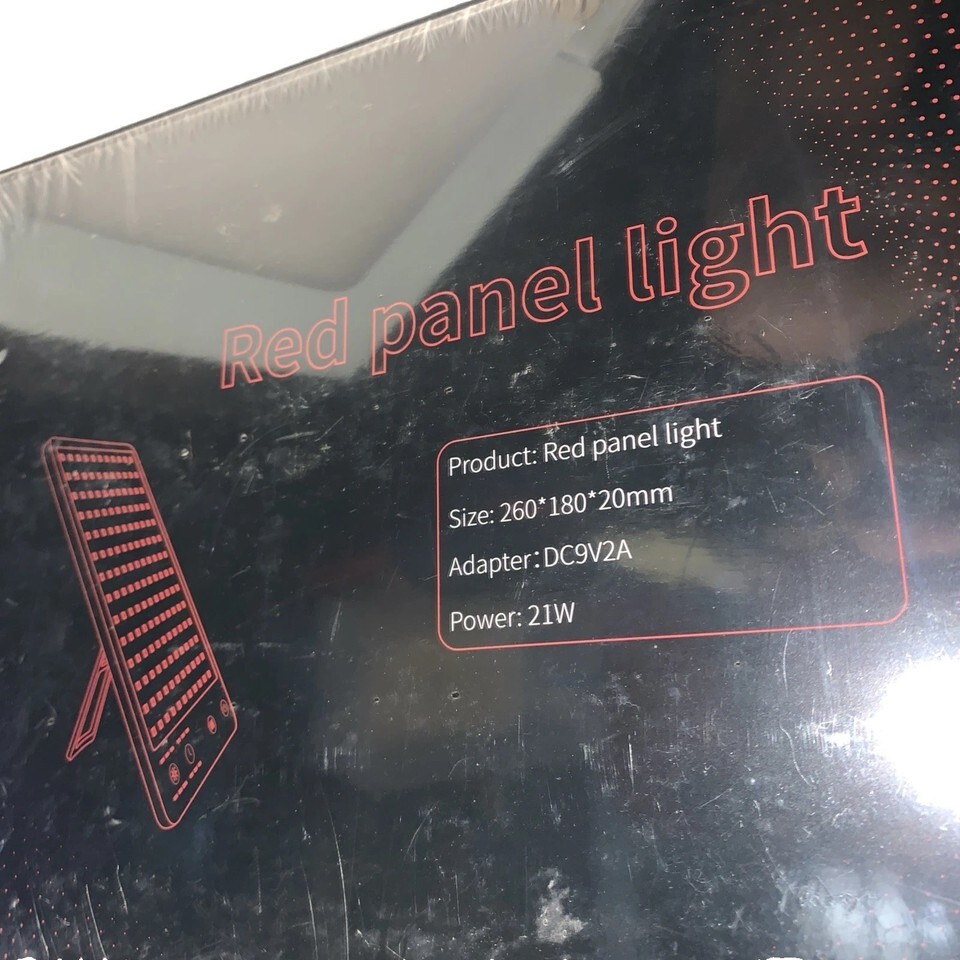 Red panel light
Product: Red panel light
Size: 260*180*20mm
Adapter:DC9V2A
Power: 21W